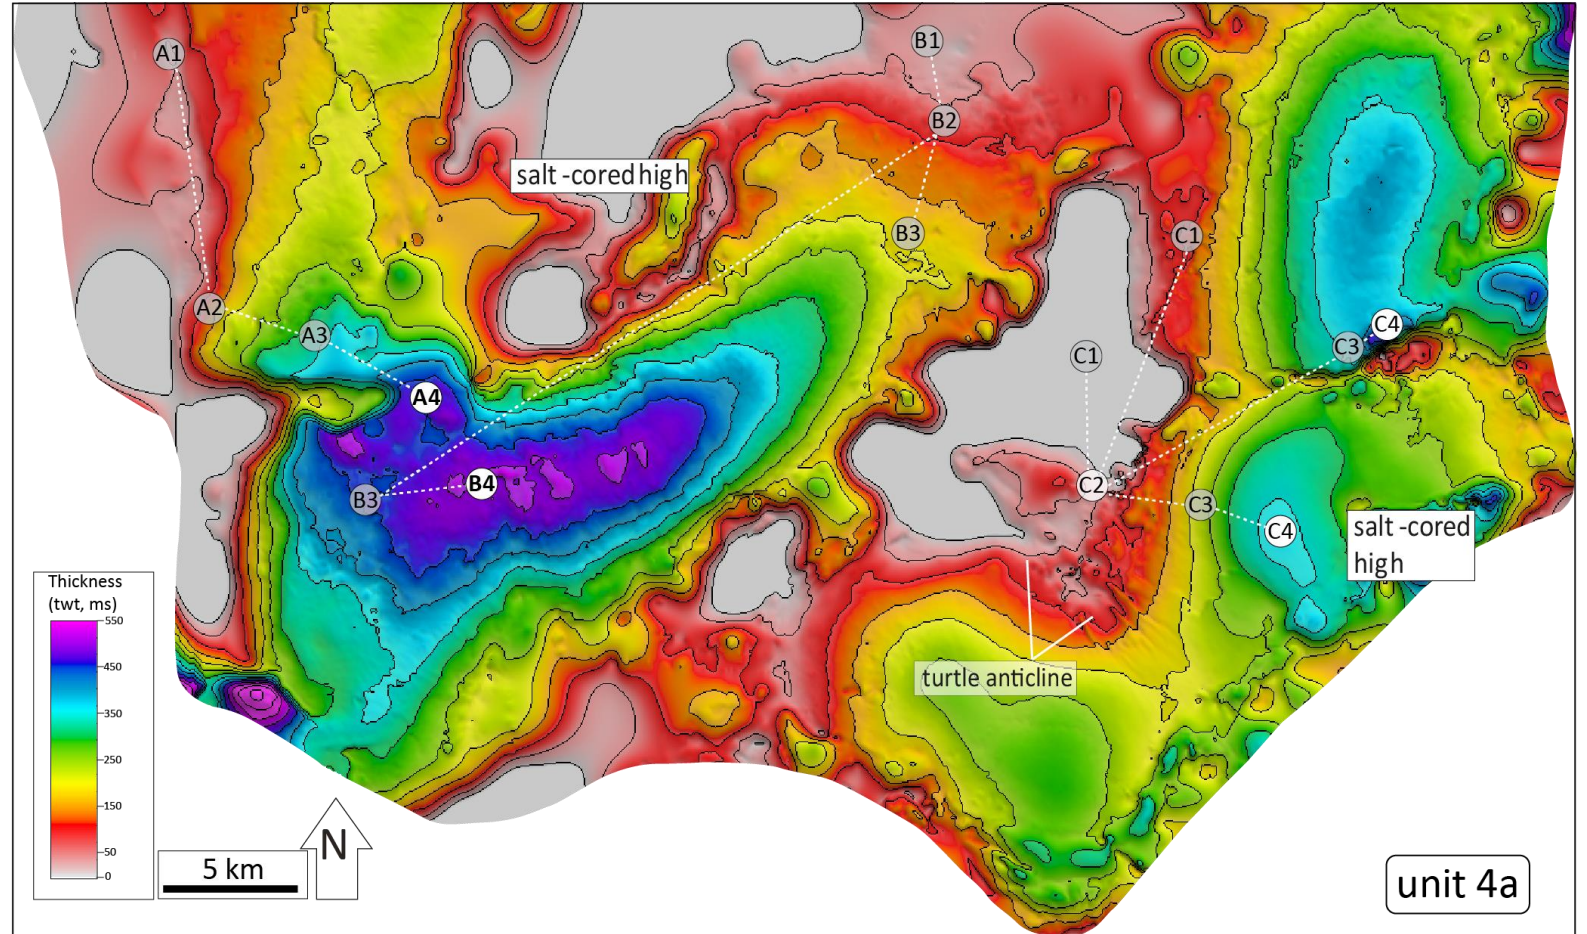 A1
B1
B2
salt -cored high
B3
C1
A2
A3
C4
C3
C1
A4
B4
B3
C2
C3
C4
salt -cored
high
Thickness
(twt, ms)
550
450
350
250
150
50
0
turtle anticline
N
5 km
unit 4a